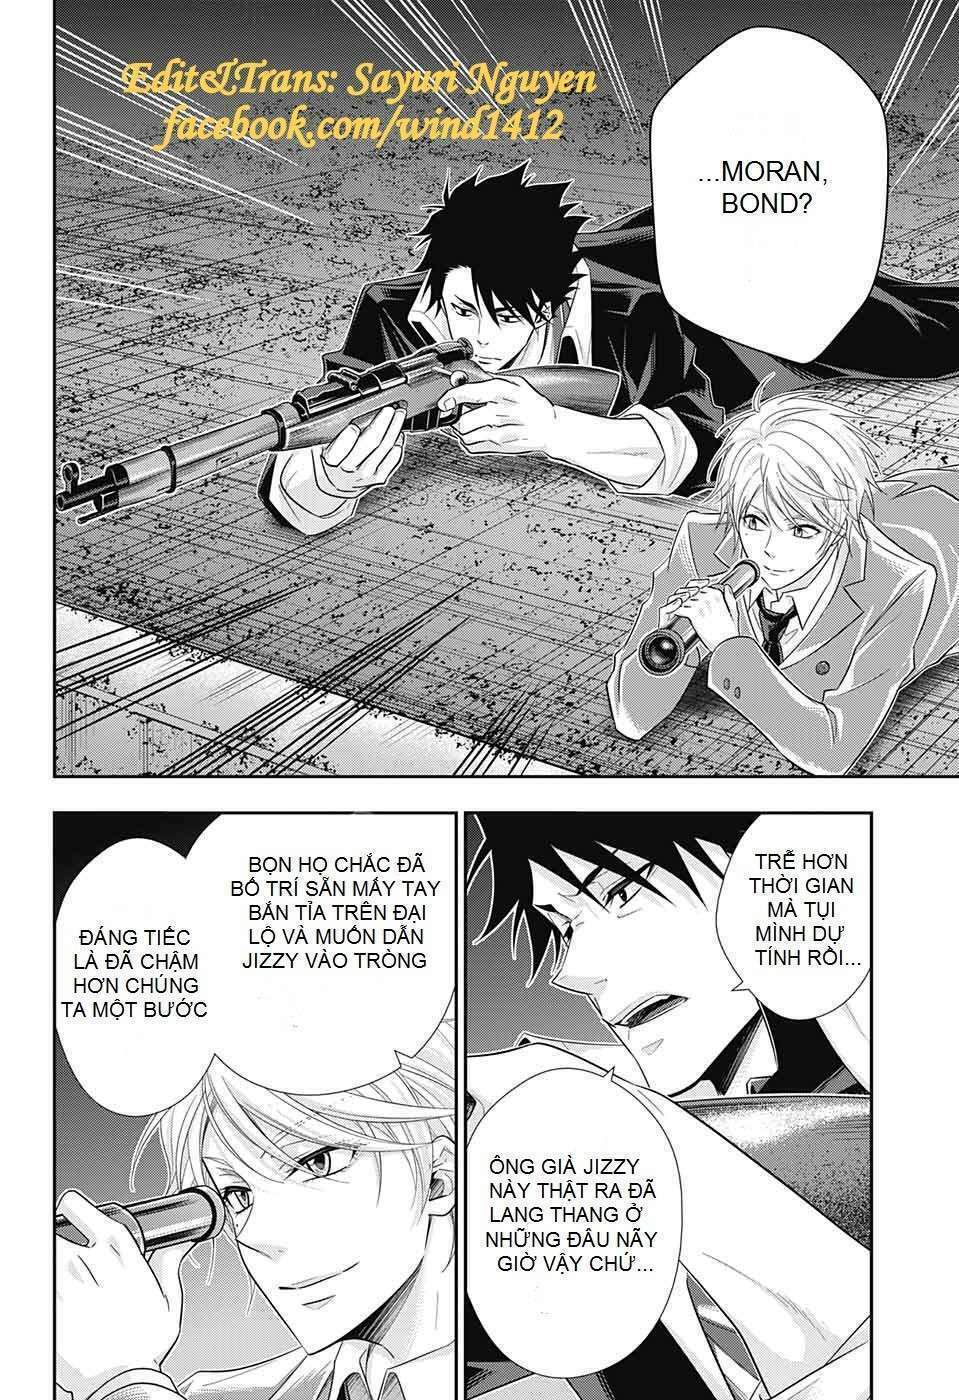 Edit&Trans: Sayuri Nguyen
facebook.com/wind1412
...MORAN,
BOND?
TRỄ HƠN
THỜI GIAN
MÀ TỤI
MÌNH DỰ
TÍNH RỒI...
ÔNG GIÀ JIZZY
NÀY THẬT RA ĐÃ
LANG THANG Ở
NHỮNG ĐÂU NÃY
GIỜ VẬY CHỨ...
BỌN HỌ CHẮC ĐÃ
BỐ TRÍ SẴN MẤY TAY
BẮN TỈA TRÊN ĐẠI
LỘ VÀ MUỐN DẪN
JIZZY VÀO TRÒNG
ĐÁNG TIẾC
LÀ ĐÃ CHẬM
HƠN CHÚNG
TA MỘT BƯỚC